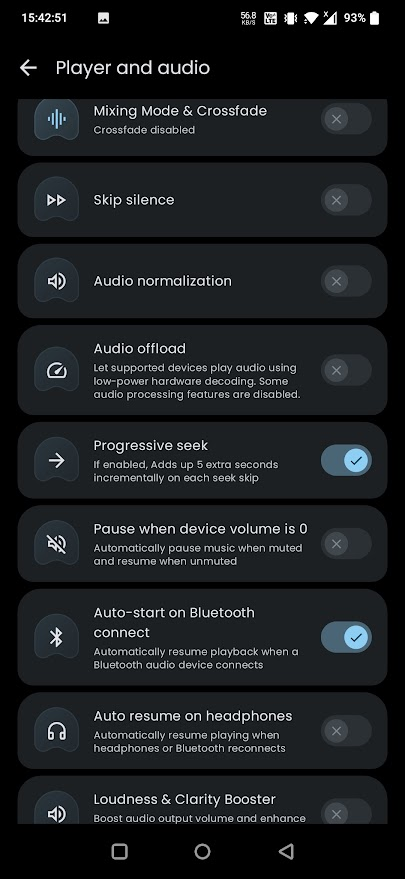 15:42:51
56.8
KB/S
Vo
LTE
X
93%
Player and audio
Mixing Mode & Crossfade
Crossfade disabled
Skip silence
Audio normalization
Audio offload
Let supported devices play audio using
low-power hardware decoding. Some
audio processing features are disabled.
Progressive seek
If enabled, Adds up 5 extra seconds
incrementally on each seek skip
Pause when device volume is 0
Automatically pause music when muted
and resume when unmuted
Auto-start on Bluetooth
connect
Automatically resume playback when a
Bluetooth audio device connects
Auto resume on headphones
Automatically resume playing when
headphones or Bluetooth reconnects
Loudness & Clarity Booster
Boost audio output volume and enhance